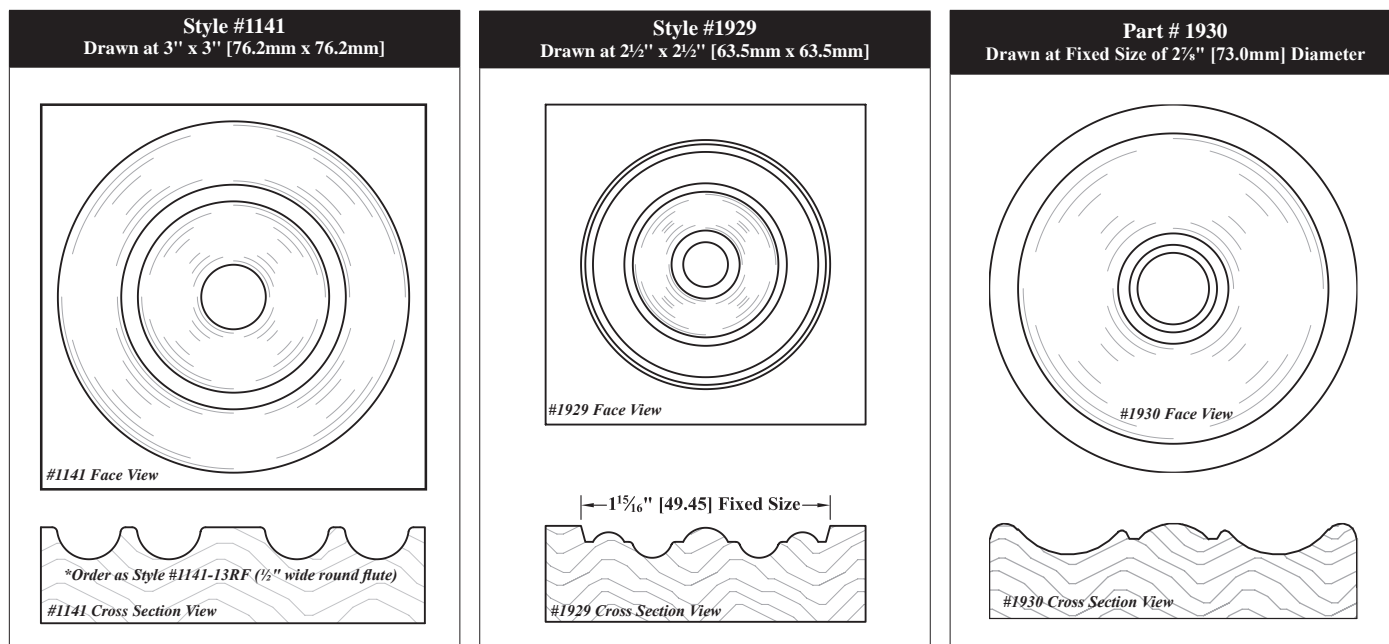 Style #1141
Drawn at 3" x 3" [76.2mm x 76.2mm]
#1141 Face View
*Order as Style #1141-13RF (½" wide round flute)
#1141 Cross Section View
Style #1929
Drawn at 2½" x 2½" [63.5mm x 63.5mm]
#1929 Face View
1¹⁵⁄₁₆" [49.45] Fixed Size
#1929 Cross Section View
Part # 1930
Drawn at Fixed Size of 2⅞" [73.0mm] Diameter
#1930 Face View
#1930 Cross Section View